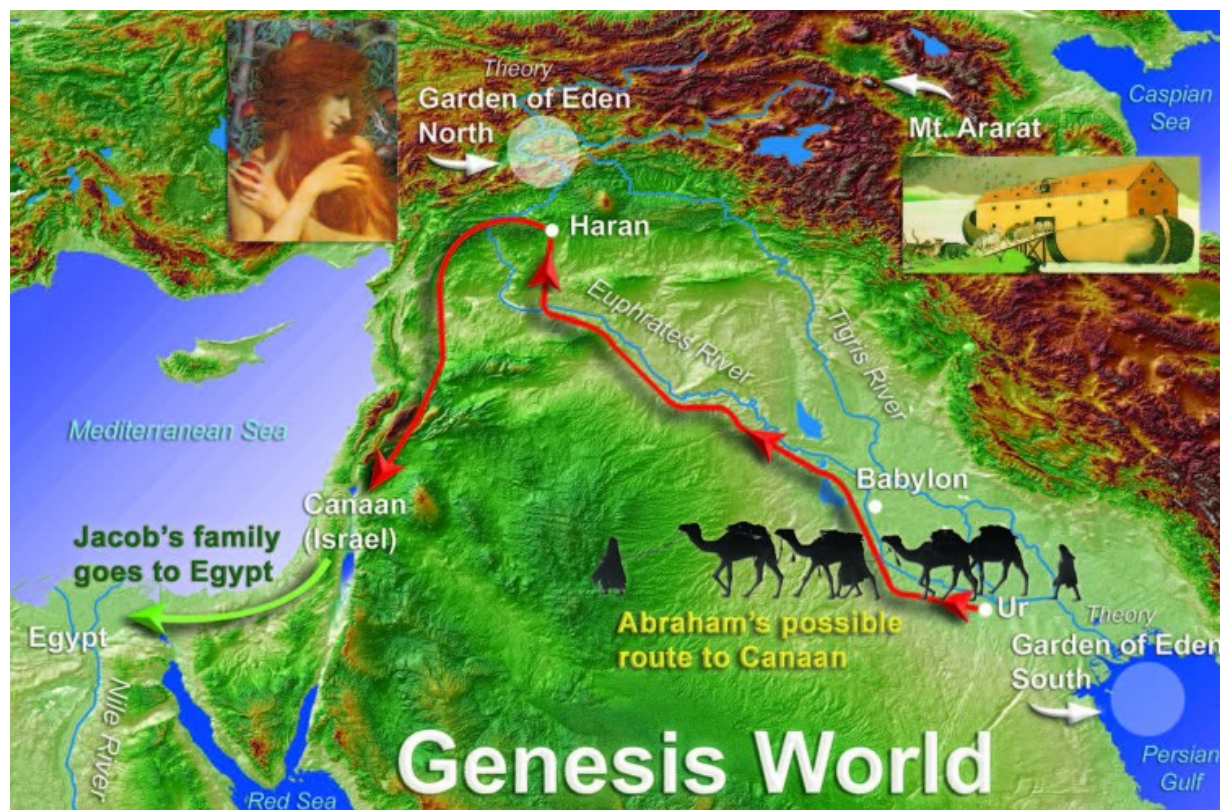 Theory
Garden of Eden
North
Mt. Ararat
Caspian
Sea
Haran
Euphrates River
Tigris River
Mediterranean Sea
Babylon
Canaan
(Israel)
Jacob's family
goes to Egypt
Egypt
Nile River
Red Sea
Abraham's possible
route to Canaan
Ur
Theory
Garden of Eden
South
Persian
Gulf
Genesis World